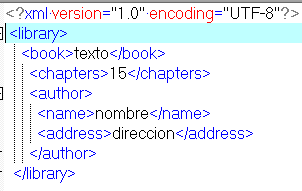 <?xml version="1.0" encoding="UTF-8"?>
<library>
<book>texto</book>
<chapters>15</chapters>
<author>
<name>nombre</name>
<address>direccion</address>
</author>
</library>